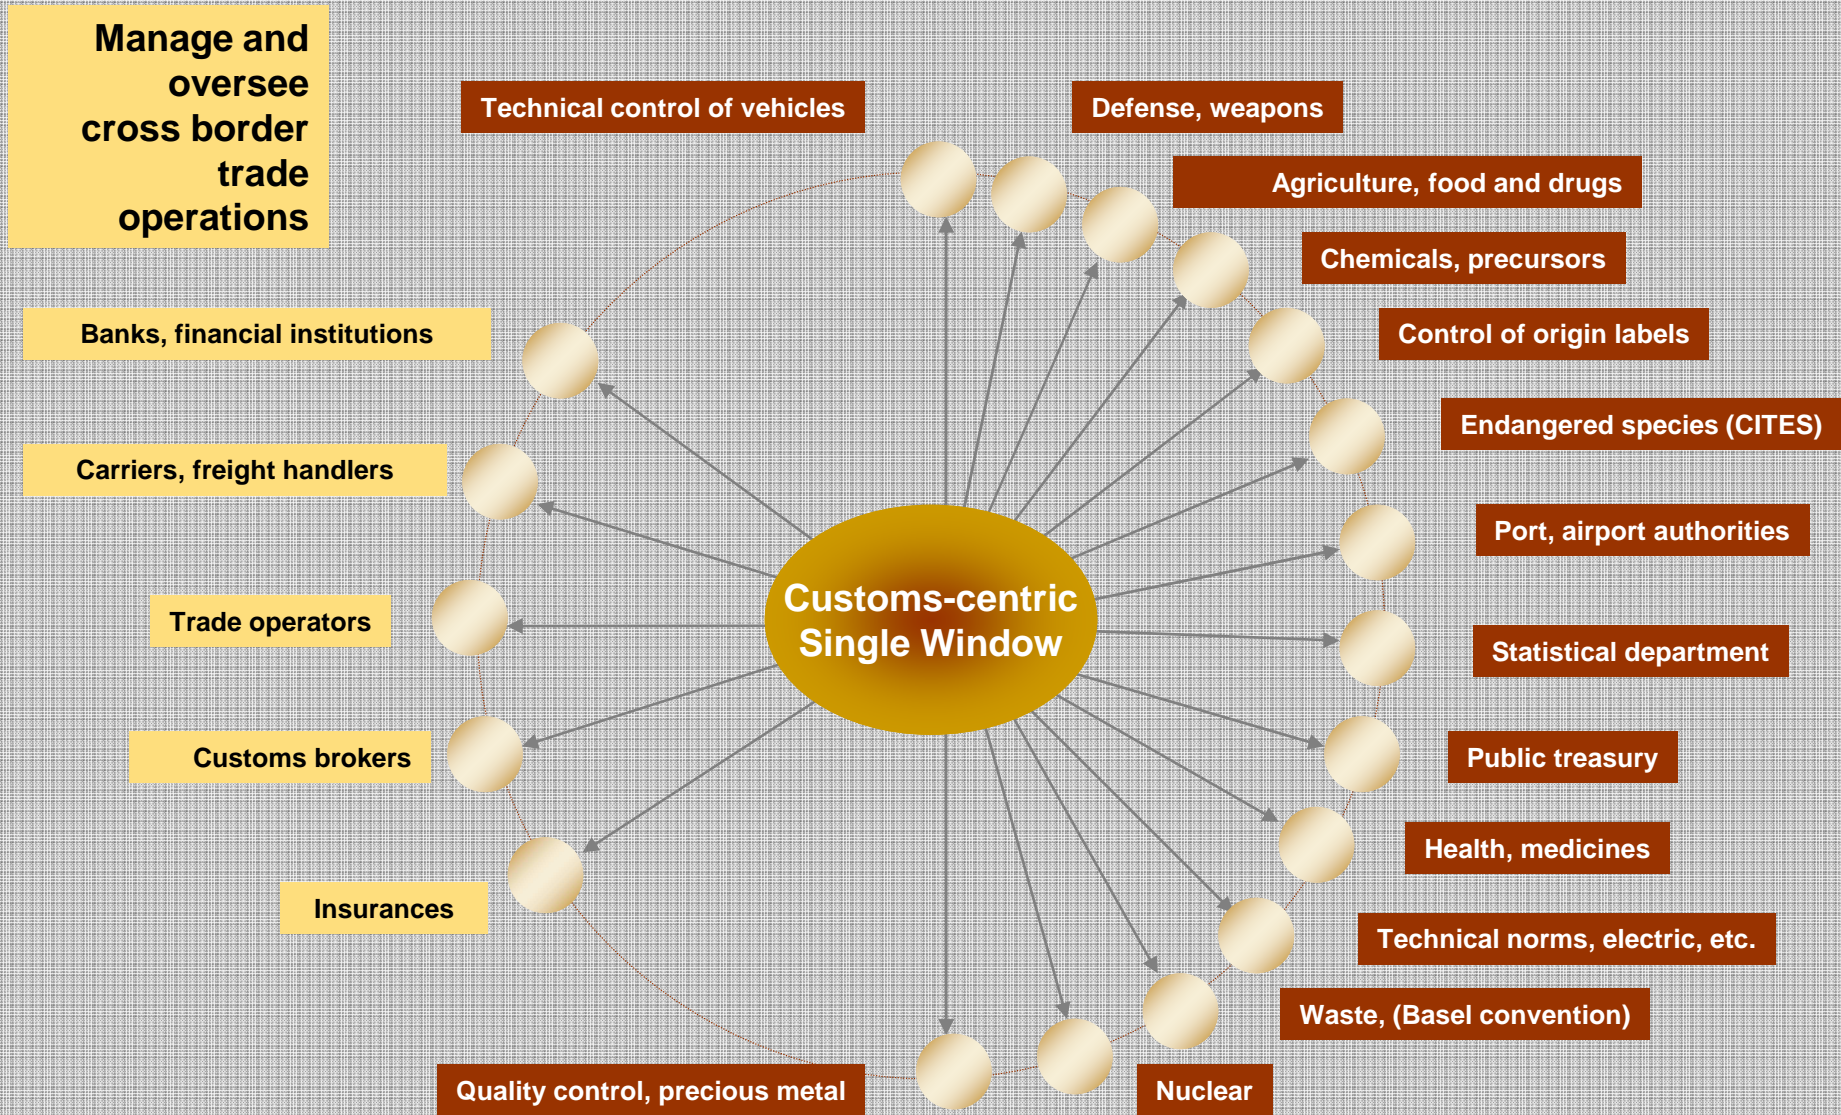 Manage and
oversee
cross border
trade
operations
Technical control of vehicles
Defense, weapons
Agriculture, food and drugs
Chemicals, precursors
Banks, financial institutions
Control of origin labels
Endangered species (CITES)
Carriers, freight handlers
Port, airport authorities
Customs-centric
Single Window
Trade operators
Statistical department
Customs brokers
Public treasury
Health, medicines
Insurances
Technical norms, electric, etc.
Waste, (Basel convention)
Quality control, precious metal
Nuclear